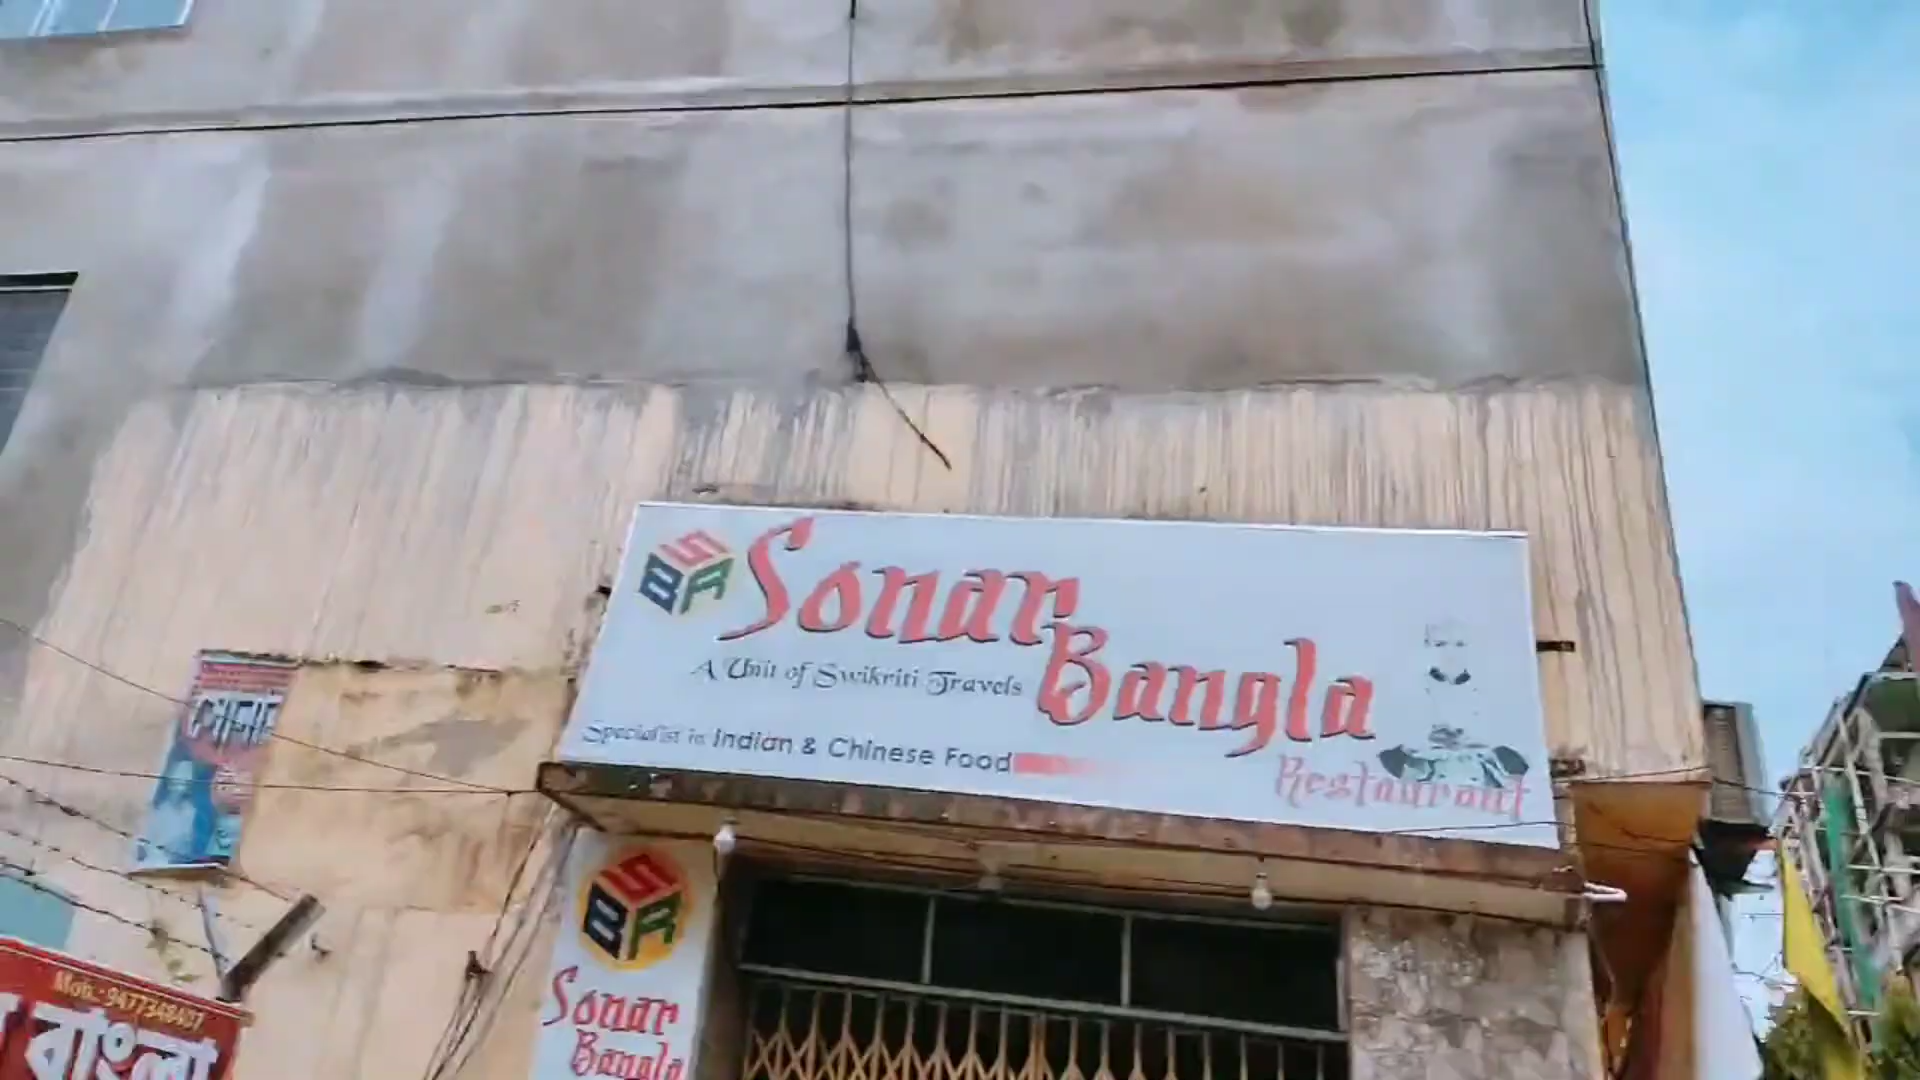 SBR
Sonar
Bangla
A Unit of Swikriti Travels
Specialist in Indian & Chinese Food
Restaurant
SBR
Sonar
Bangla
Mob.- 9477348407
বাংলা